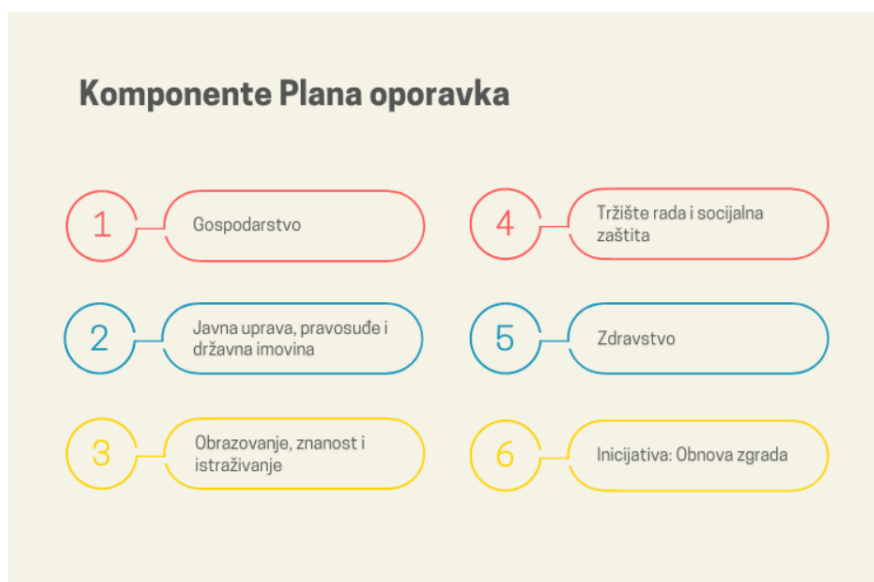 Komponente Plana oporavka
1
Gospodarstvo
2
Javna uprava, pravosuđe i
državna imovina
3
Obrazovanje, znanost i
istraživanje
4
Tržište rada i socijalna
zaštita
5
Zdravstvo
6
Inicijativa: Obnova zgrada